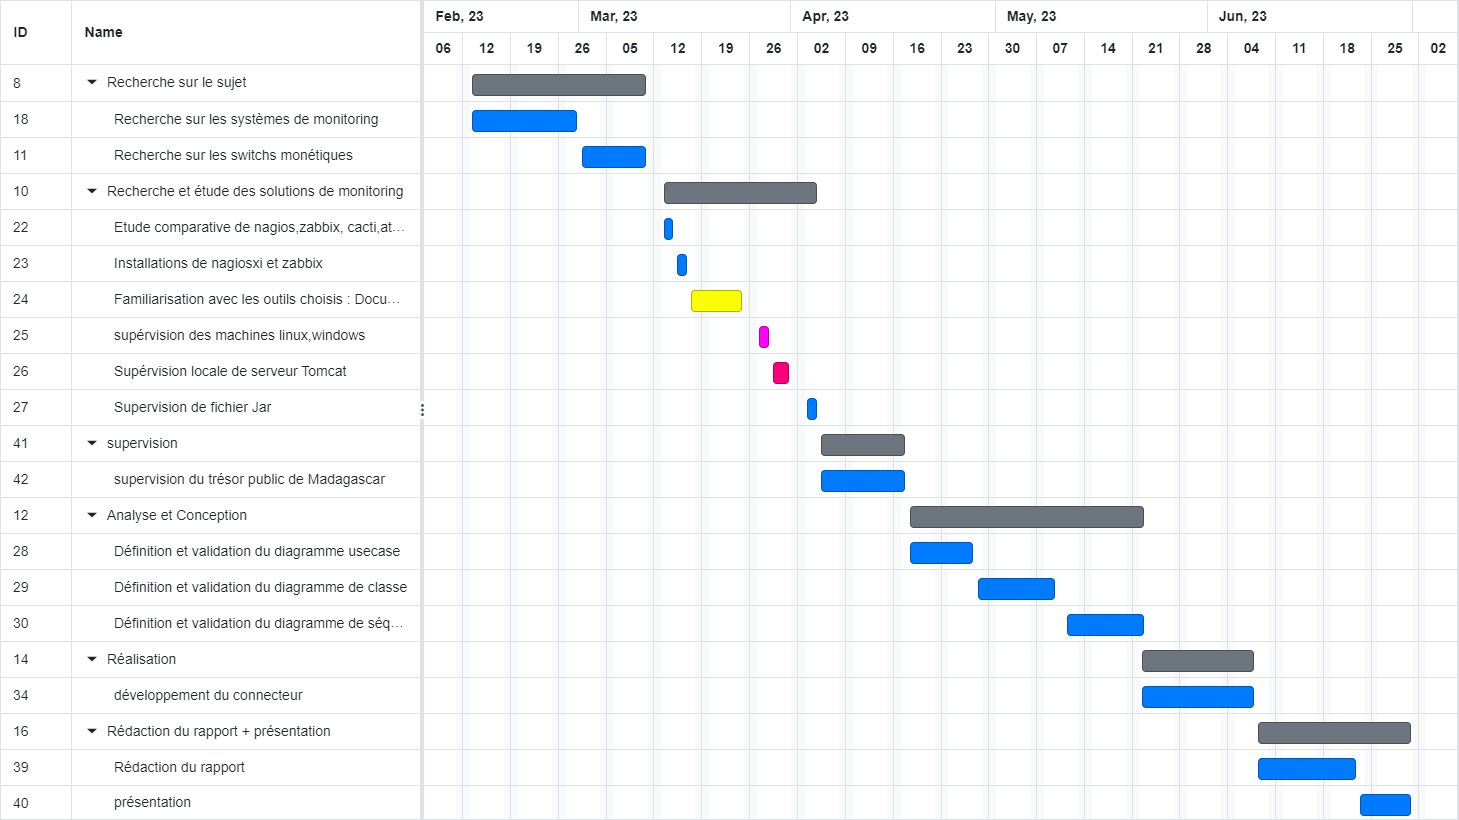 ID Name Feb, 23 Mar, 23 Apr, 23 May, 23 Jun, 23
06 12 19 26 05 12 19 26 02 09 16 23 30 07 14 21 28 04 11 18 25 02
8 Recherche sur le sujet
18 Recherche sur les systèmes de monitoring
11 Recherche sur les switchs monétiques
10 Recherche et étude des solutions de monitoring
22 Etude comparative de nagios,zabbix, cacti,at...
23 Installations de nagiosxi et zabbix
24 Familiarisation avec les outils choisis : Docu...
25 supérvision des machines linux,windows
26 Supérvision locale de serveur Tomcat
27 Supervision de fichier Jar
41 supervision
42 supervision du trésor public de Madagascar
12 Analyse et Conception
28 Définition et validation du diagramme usecase
29 Définition et validation du diagramme de classe
30 Définition et validation du diagramme de séq...
14 Réalisation
34 développement du connecteur
16 Rédaction du rapport + présentation
39 Rédaction du rapport
40 présentation